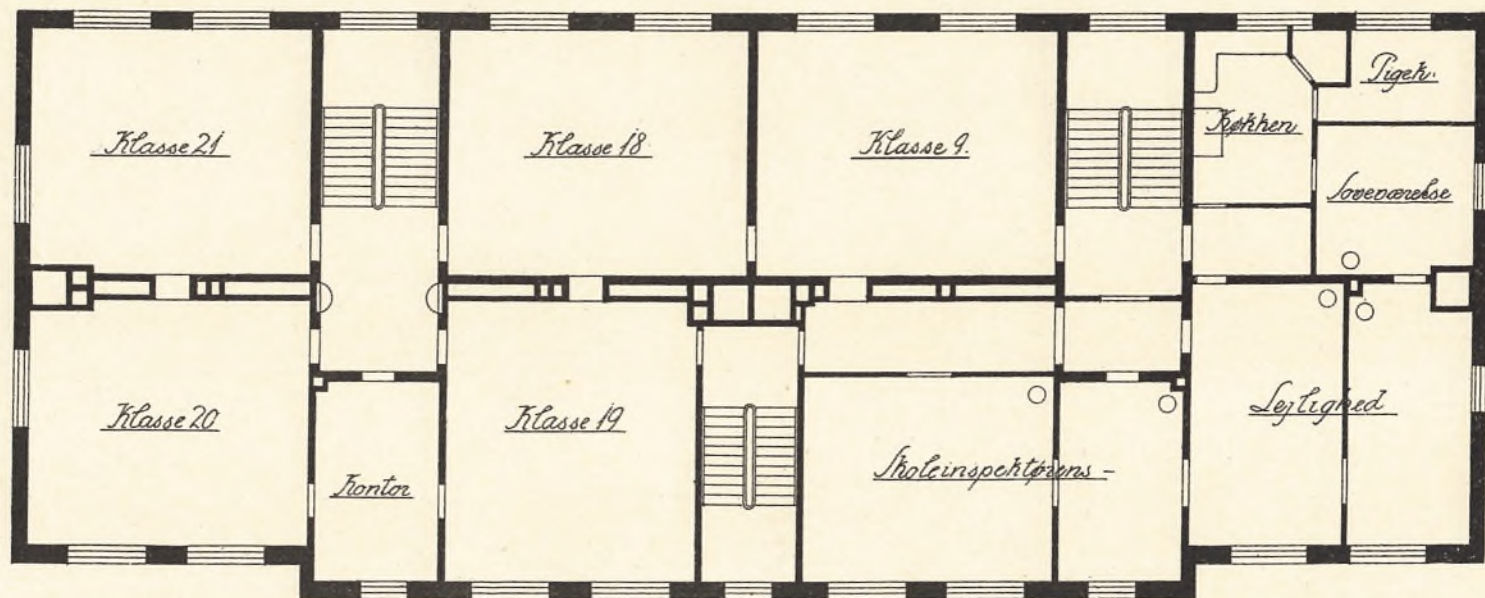 Pigek.
Klasse 21
Klasse 18
Klasse 9.
Køkken
Soveværelse
Klasse 20
Klasse 19
Skoleinspektørens -
Lejlighed
Kontor